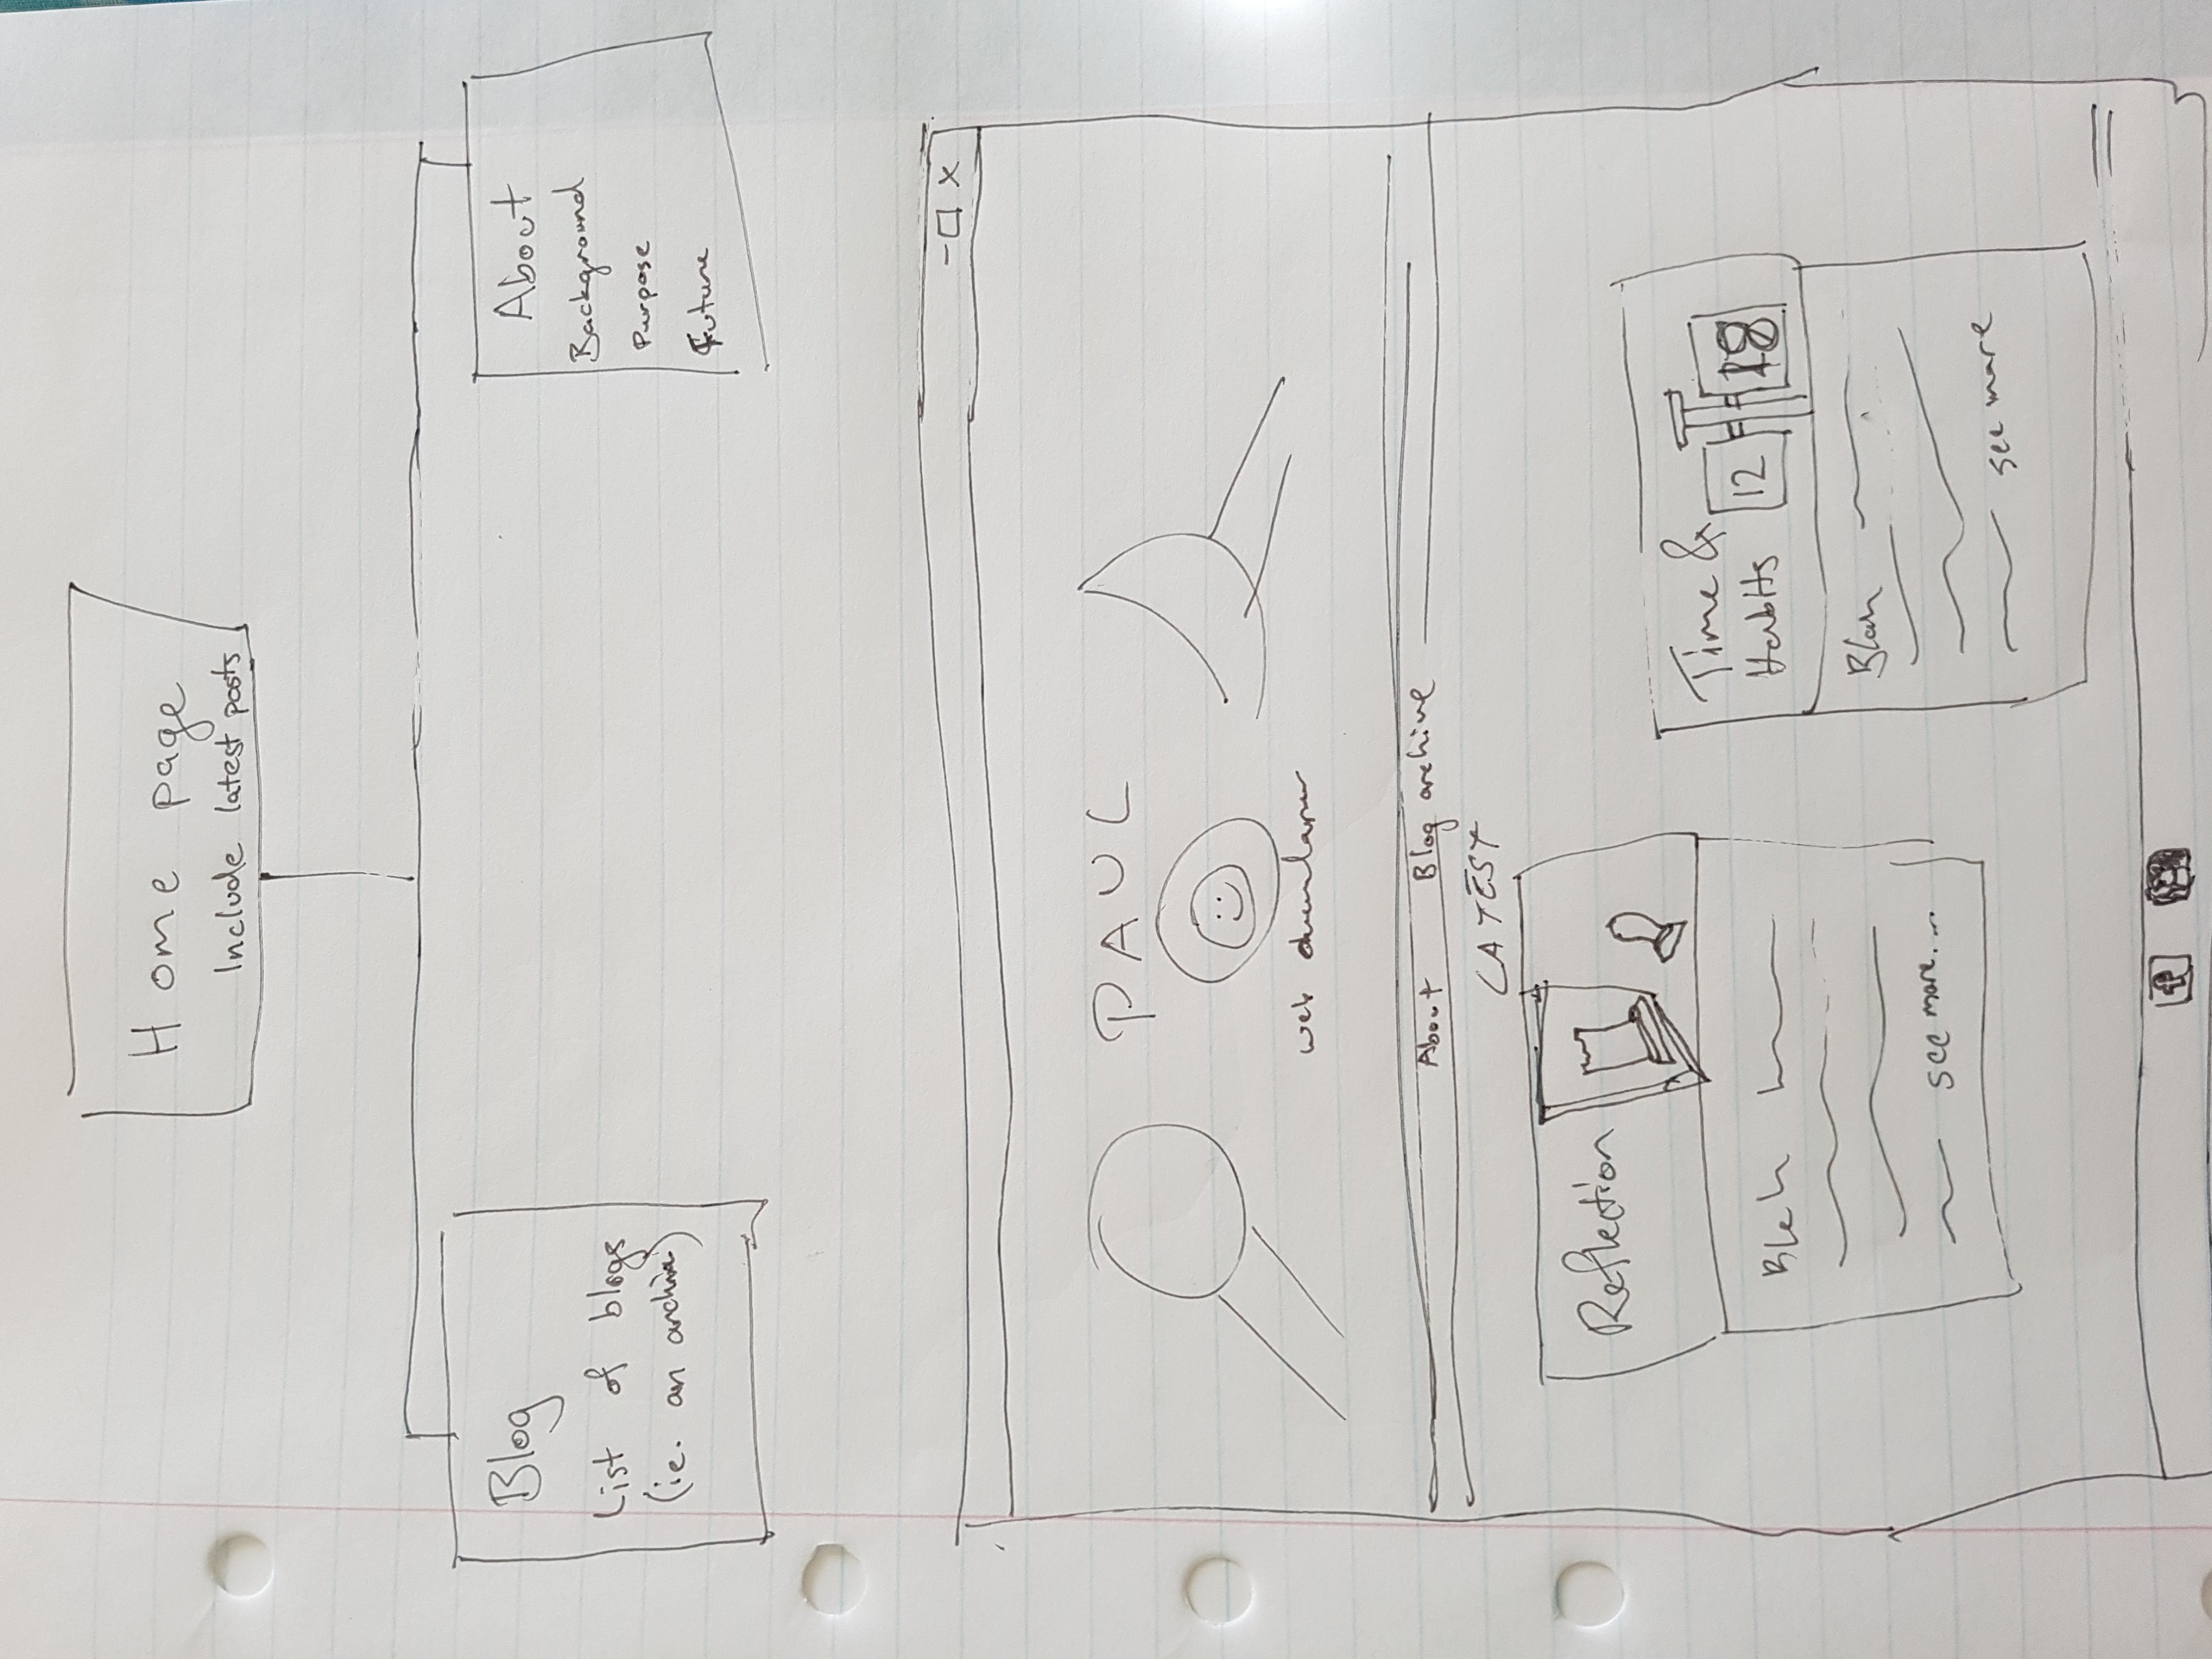 Home page
Include latest posts
Blog
List of blogs
(ie. an archive)
About
Background
Purpose
Future
- □ X
PAUL
web developer
About Blog archive
LATEST
Reflection
Blah
see more....
Time &
Habits
12 18
Blah
see more
f